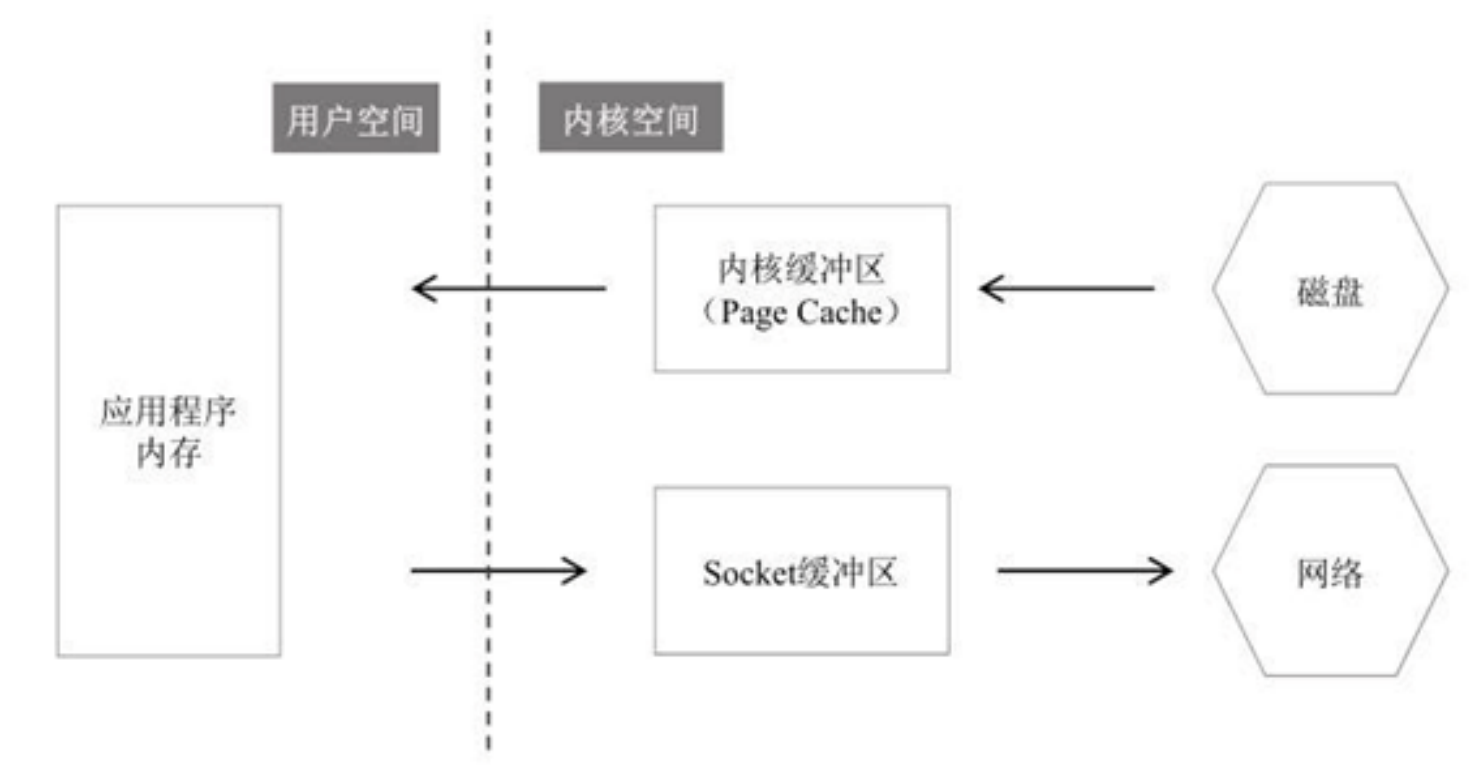 用户空间
内核空间
内核缓冲区
（Page Cache）
磁盘
应用程序
内存
Socket缓冲区
网络